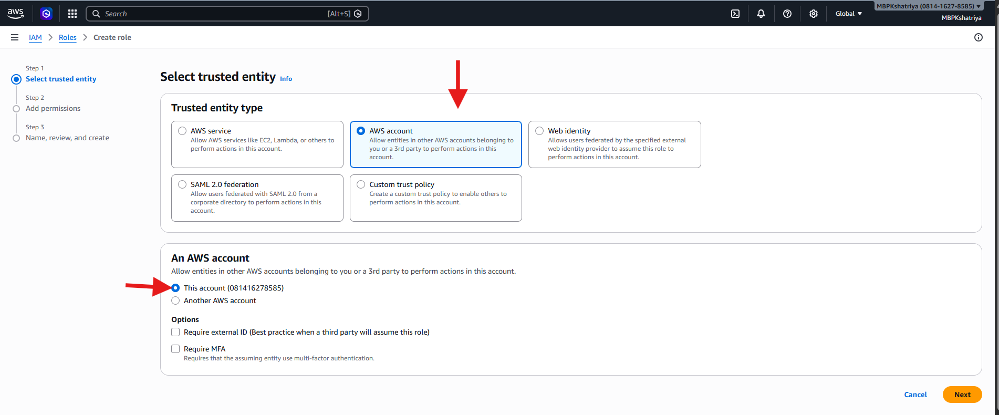 aws
Search
[Alt+S]
Global
MBPKshatriya (0814-1627-8585)
MBPKshatriya
IAM
Roles
Create role
Step 1
Select trusted entity
Step 2
Add permissions
Step 3
Name, review, and create
Select trusted entity
Info
Trusted entity type
AWS service
Allow AWS services like EC2, Lambda, or others to
perform actions in this account.
AWS account
Allow entities in other AWS accounts belonging to
you or a 3rd party to perform actions in this
account.
Web identity
Allows users federated by the specified external
web identity provider to assume this role to
perform actions in this account.
SAML 2.0 federation
Allow users federated with SAML 2.0 from a
corporate directory to perform actions in this
account.
Custom trust policy
Create a custom trust policy to enable others to
perform actions in this account.
An AWS account
Allow entities in other AWS accounts belonging to you or a 3rd party to perform actions in this account.
This account (081416278585)
Another AWS account
Options
Require external ID (Best practice when a third party will assume this role)
Require MFA
Requires that the assuming entity use multi-factor authentication.
Cancel
Next